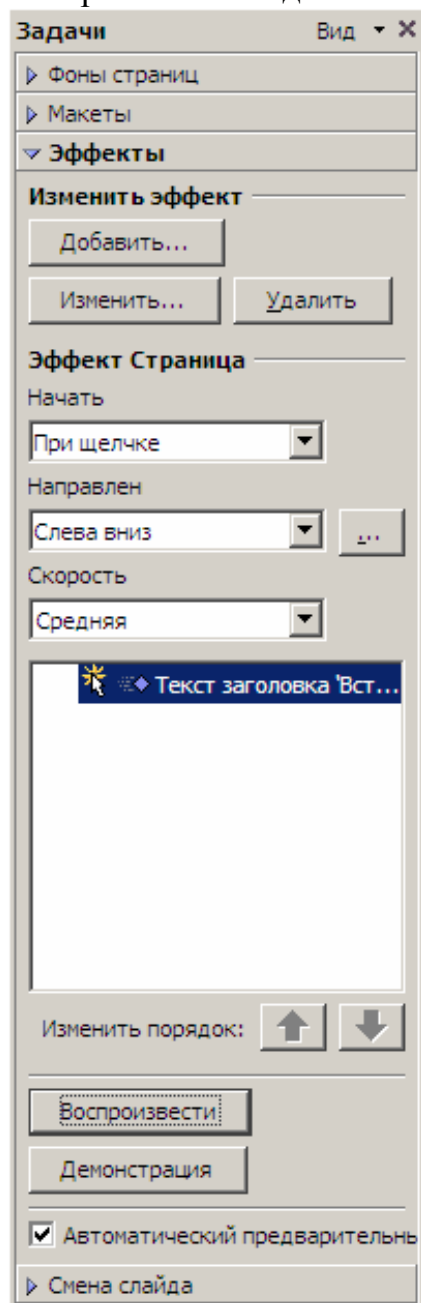 Задачи Вид
Фоны страниц
Макеты
Эффекты
Изменить эффект
Добавить...
Изменить... Удалить
Эффект Страница
Начать
При щелчке
Направлен
Слева вниз ...
Скорость
Средняя
Текст заголовка 'Вст...
Изменить порядок:
Воспроизвести
Демонстрация
Автоматический предварительны
Смена слайда